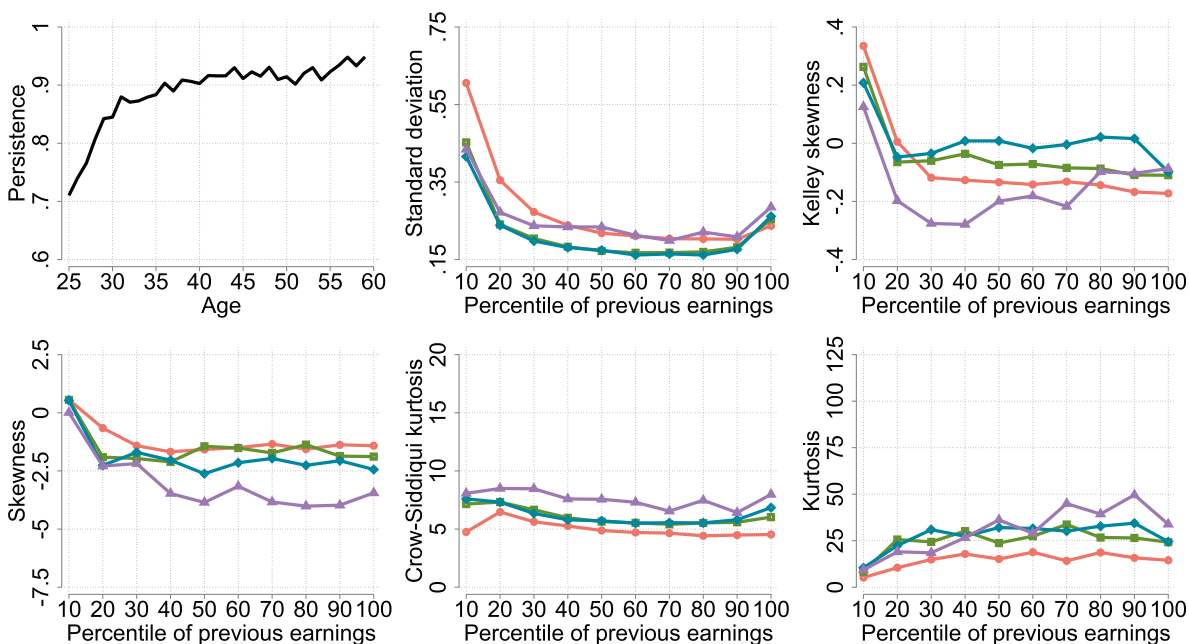 Persistence
1
.9
.8
.7
.6
25 30 35 40 45 50 55 60
Age
Standard deviation
.75
.55
.35
.15
10 20 30 40 50 60 70 80 90 100
Percentile of previous earnings
Kelley skewness
.4
.2
0
-.2
-.4
10 20 30 40 50 60 70 80 90 100
Percentile of previous earnings
Skewness
2.5
0
-2.5
-5
-7.5
10 20 30 40 50 60 70 80 90 100
Percentile of previous earnings
Crow-Siddiqui kurtosis
20
15
10
5
0
10 20 30 40 50 60 70 80 90 100
Percentile of previous earnings
Kurtosis
125
100
75
50
25
0
10 20 30 40 50 60 70 80 90 100
Percentile of previous earnings